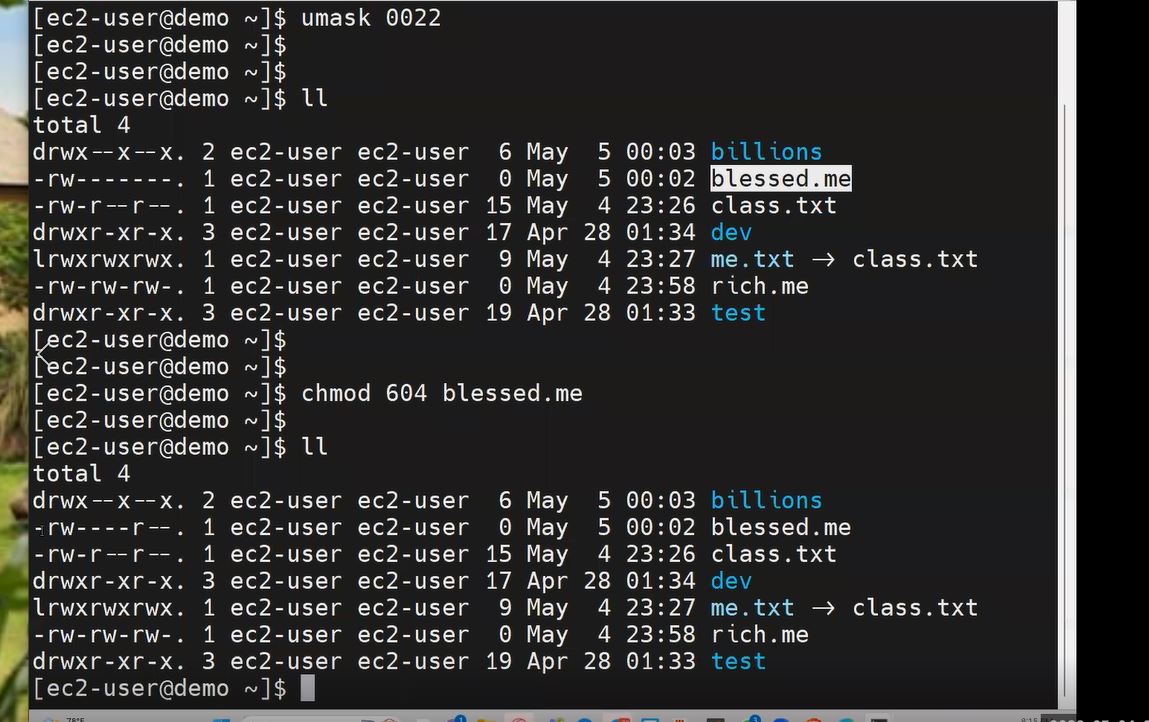 [ec2-user@demo ~]$ umask 0022
[ec2-user@demo ~]$
[ec2-user@demo ~]$
[ec2-user@demo ~]$ ll
total 4
drwx--x--x. 2 ec2-user ec2-user  6 May  5 00:03 billions
-rw-------. 1 ec2-user ec2-user  0 May  5 00:02 blessed.me
-rw-r--r--. 1 ec2-user ec2-user 15 May  4 23:26 class.txt
drwxr-xr-x. 3 ec2-user ec2-user 17 Apr 28 01:34 dev
lrwxrwxrwx. 1 ec2-user ec2-user  9 May  4 23:27 me.txt -> class.txt
-rw-rw-rw-. 1 ec2-user ec2-user  0 May  4 23:58 rich.me
drwxr-xr-x. 3 ec2-user ec2-user 19 Apr 28 01:33 test
[ec2-user@demo ~]$
[ec2-user@demo ~]$
[ec2-user@demo ~]$ chmod 604 blessed.me
[ec2-user@demo ~]$
[ec2-user@demo ~]$ ll
total 4
drwx--x--x. 2 ec2-user ec2-user  6 May  5 00:03 billions
-rw----r--. 1 ec2-user ec2-user  0 May  5 00:02 blessed.me
-rw-r--r--. 1 ec2-user ec2-user 15 May  4 23:26 class.txt
drwxr-xr-x. 3 ec2-user ec2-user 17 Apr 28 01:34 dev
lrwxrwxrwx. 1 ec2-user ec2-user  9 May  4 23:27 me.txt -> class.txt
-rw-rw-rw-. 1 ec2-user ec2-user  0 May  4 23:58 rich.me
drwxr-xr-x. 3 ec2-user ec2-user 19 Apr 28 01:33 test
[ec2-user@demo ~]$
78°F